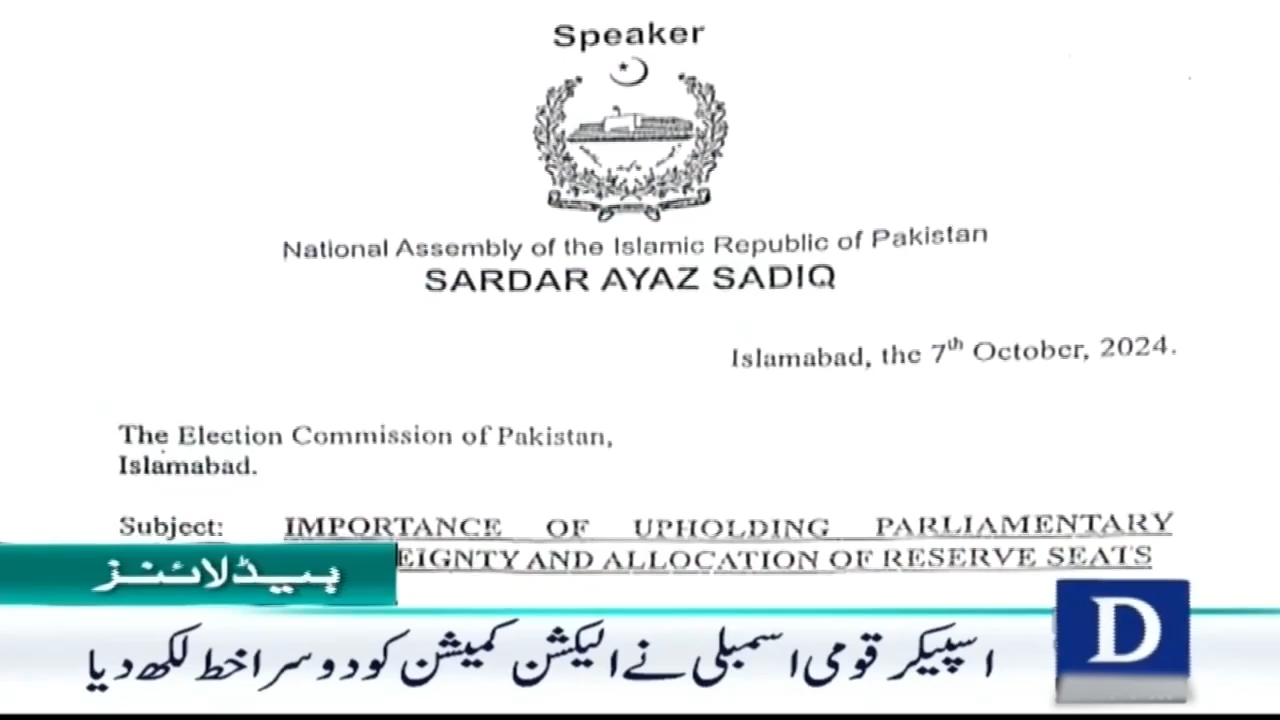 Speaker
National Assembly of the Islamic Republic of Pakistan
SARDAR AYAZ SADIQ
Islamabad, the 7th October, 2024.
The Election Commission of Pakistan,
Islamabad.
Subject: IMPORTANCE OF UPHOLDING PARLIAMENTARY
EIGNTY AND ALLOCATION OF RESERVE SEATS
ہیڈلائنز
اسپیکر قومی اسمبلی نے الیکشن کمیشن کو دوسرا خط لکھ دیا
D